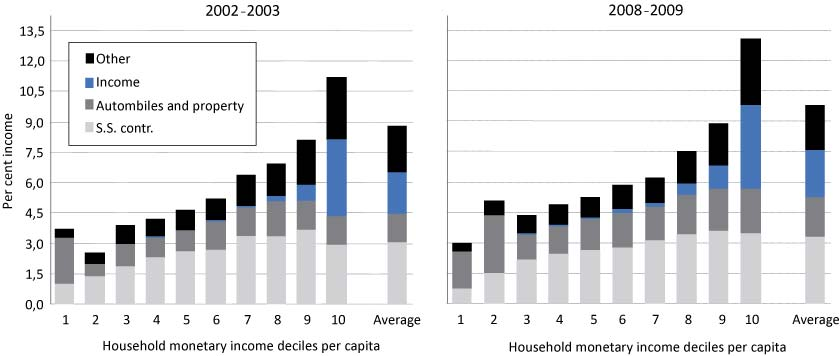 2002-2003
2008-2009
Per cent income
13,5
12,0
10,5
9,0
7,5
6,0
4,5
3,0
1,5
0,0
Other
Income
Autombiles and property
S.S. contr.
1 2 3 4 5 6 7 8 9 10 Average
1 2 3 4 5 6 7 8 9 10 Average
Household monetary income deciles per capita
Household monetary income deciles per capita